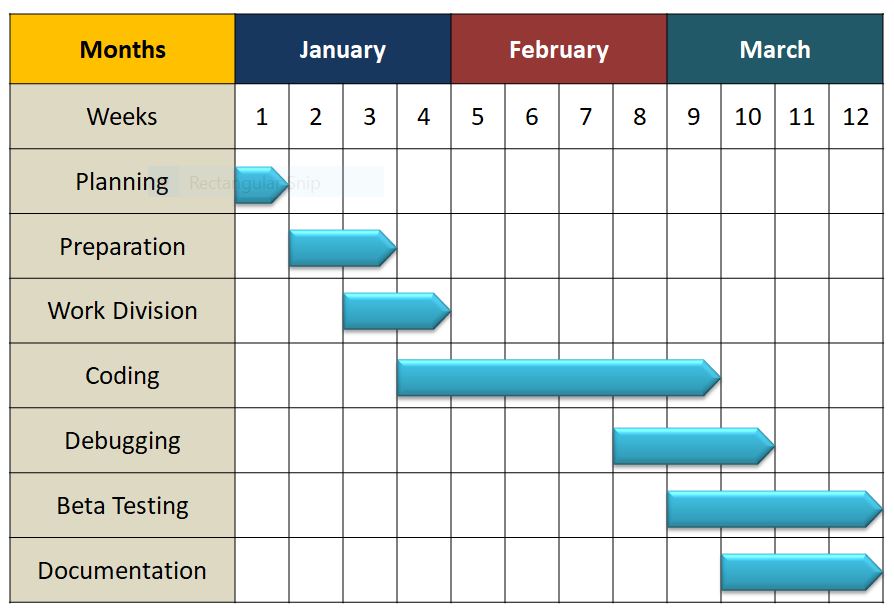 Months January February March
Weeks 1 2 3 4 5 6 7 8 9 10 11 12
Planning
Rectangular Snip
Preparation
Work Division
Coding
Debugging
Beta Testing
Documentation